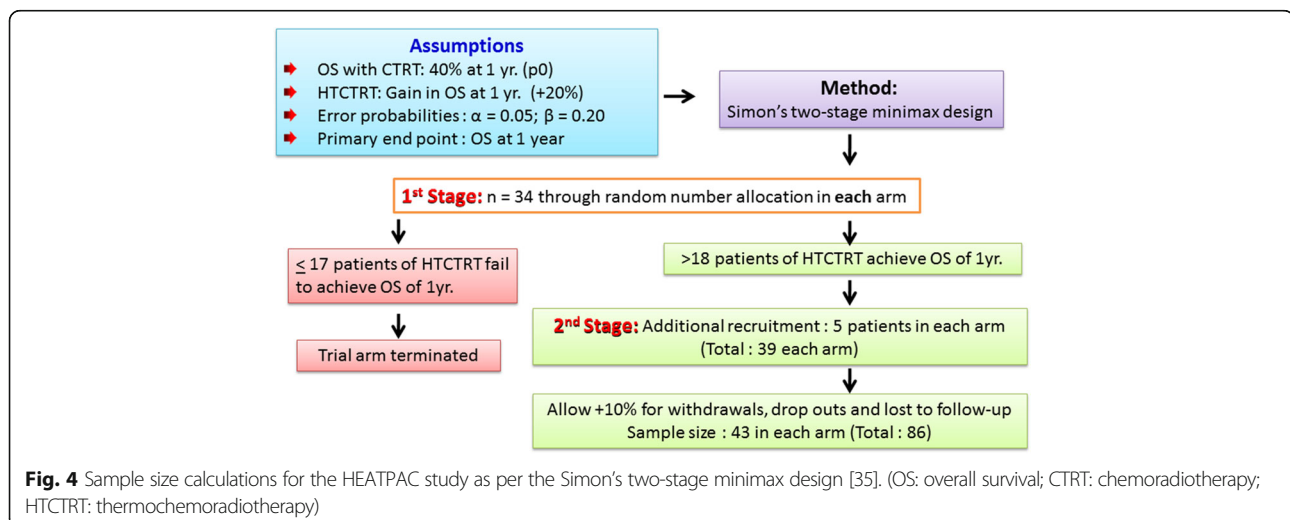 Assumptions
OS with CTRT: 40% at 1 yr. (p0)
HTCTRT: Gain in OS at 1 yr. (+20%)
Error probabilities : α = 0.05; β = 0.20
Primary end point : OS at 1 year
Method:
Simon's two-stage minimax design
1st Stage: n = 34 through random number allocation in each arm
≤ 17 patients of HTCTRT fail
to achieve OS of 1yr.
Trial arm terminated
>18 patients of HTCTRT achieve OS of 1yr.
2nd Stage: Additional recruitment : 5 patients in each arm
(Total : 39 each arm)
Allow +10% for withdrawals, drop outs and lost to follow-up
Sample size : 43 in each arm (Total : 86)
Fig. 4 Sample size calculations for the HEATPAC study as per the Simon's two-stage minimax design [35]. (OS: overall survival; CTRT: chemoradiotherapy;
HTCTRT: thermochemoradiotherapy)